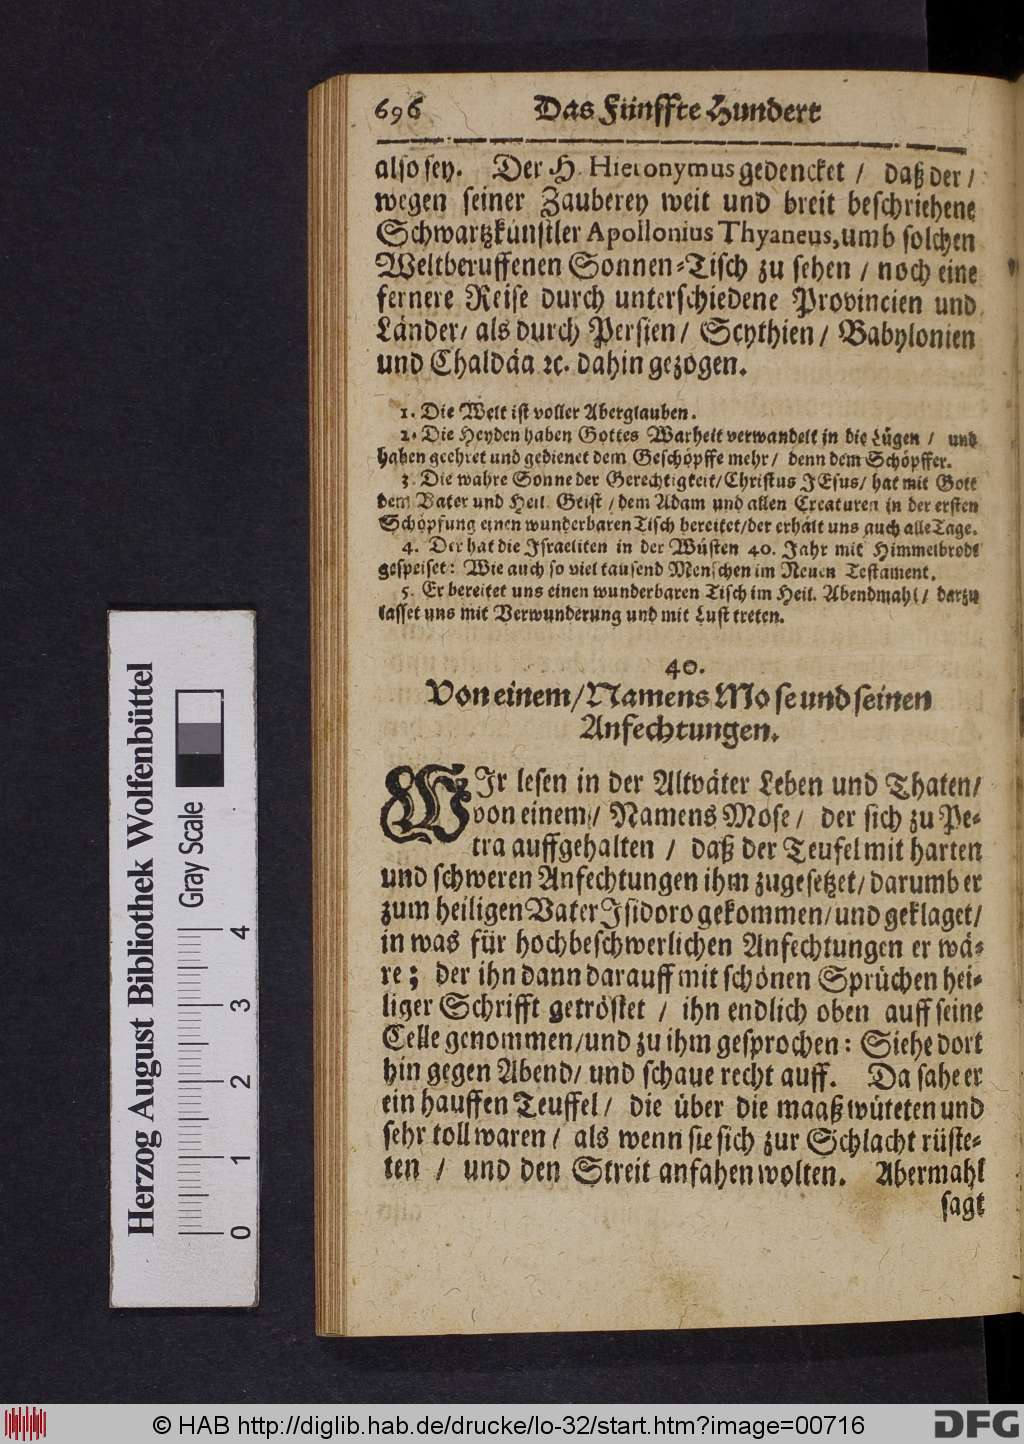 696 Das Fünffte Hundert
also sey. Der H. Hieronymus gedencket / daß der /
wegen seiner Zauberey weit und breit beschriehene
Schwartzkünstler Apollonius Thyaneus, umb solchen
Weltberuffenen Sonnen-Tisch zu sehen / noch eine
fernere Reise durch unterschiedene Provincien und
Länder / als durch Persien / Scythien / Babylonien
und Chaldäa ꝛc. dahin gezogen.
1. Die Welt ist voller Aberglauben.
2. Die Heyden haben Gottes Warheit verwandelt in die Lügen / und
haben geehret und gedienet dem Geschöpffe mehr / denn dem Schöpffer.
3. Die wahre Sonne der Gerechtigkeit / Christus JEsus / hat mit Gott
dem Vater und Heil. Geist / dem Adam und allen Creaturen in der ersten
Schöpfung einen wunderbaren Tisch bereitet / der erhält uns auch alle Tage.
4. Der hat die Israeliten in der Wüsten 40. Jahr mit Himmelbrodt
gespeiset: Wie auch so viel tausend Menschen im Neuen Testament.
5. Er bereitet uns einen wunderbaren Tisch im Heil. Abendmahl / darzu
lasset uns mit Verwunderung und mit Lust treten.
40.
Von einem / Namens Mose und seinen
Anfechtungen.
WIr lesen in der Altväter Leben und Thaten /
von einem / Namens Mose / der sich zu Pe-
tra auffgehalten / daß der Teufel mit harten
und schweren Anfechtungen ihm zugesetzet / darumb er
zum heiligen Vater Isidoro gekommen / und geklaget /
in was für hochbeschwerlichen Anfechtungen er wä-
re; der ihn dann darauff mit schönen Sprüchen hei-
liger Schrifft getröstet / ihn endlich oben auff seine
Celle genommen / und zu ihm gesprochen: Siehe dort
hin gegen Abend / und schaue recht auff. Da sahe er
ein hauffen Teuffel / die über die maaß wüteten und
sehr toll waren / als wenn sie sich zur Schlacht rüste-
ten / und den Streit anfahen wolten. Abermahl
sagt
Herzog August Bibliothek Wolfenbüttel
Gray Scale
0 1 2 3 4
© HAB http://diglib.hab.de/drucke/lo-32/start.htm?image=00716
DFG